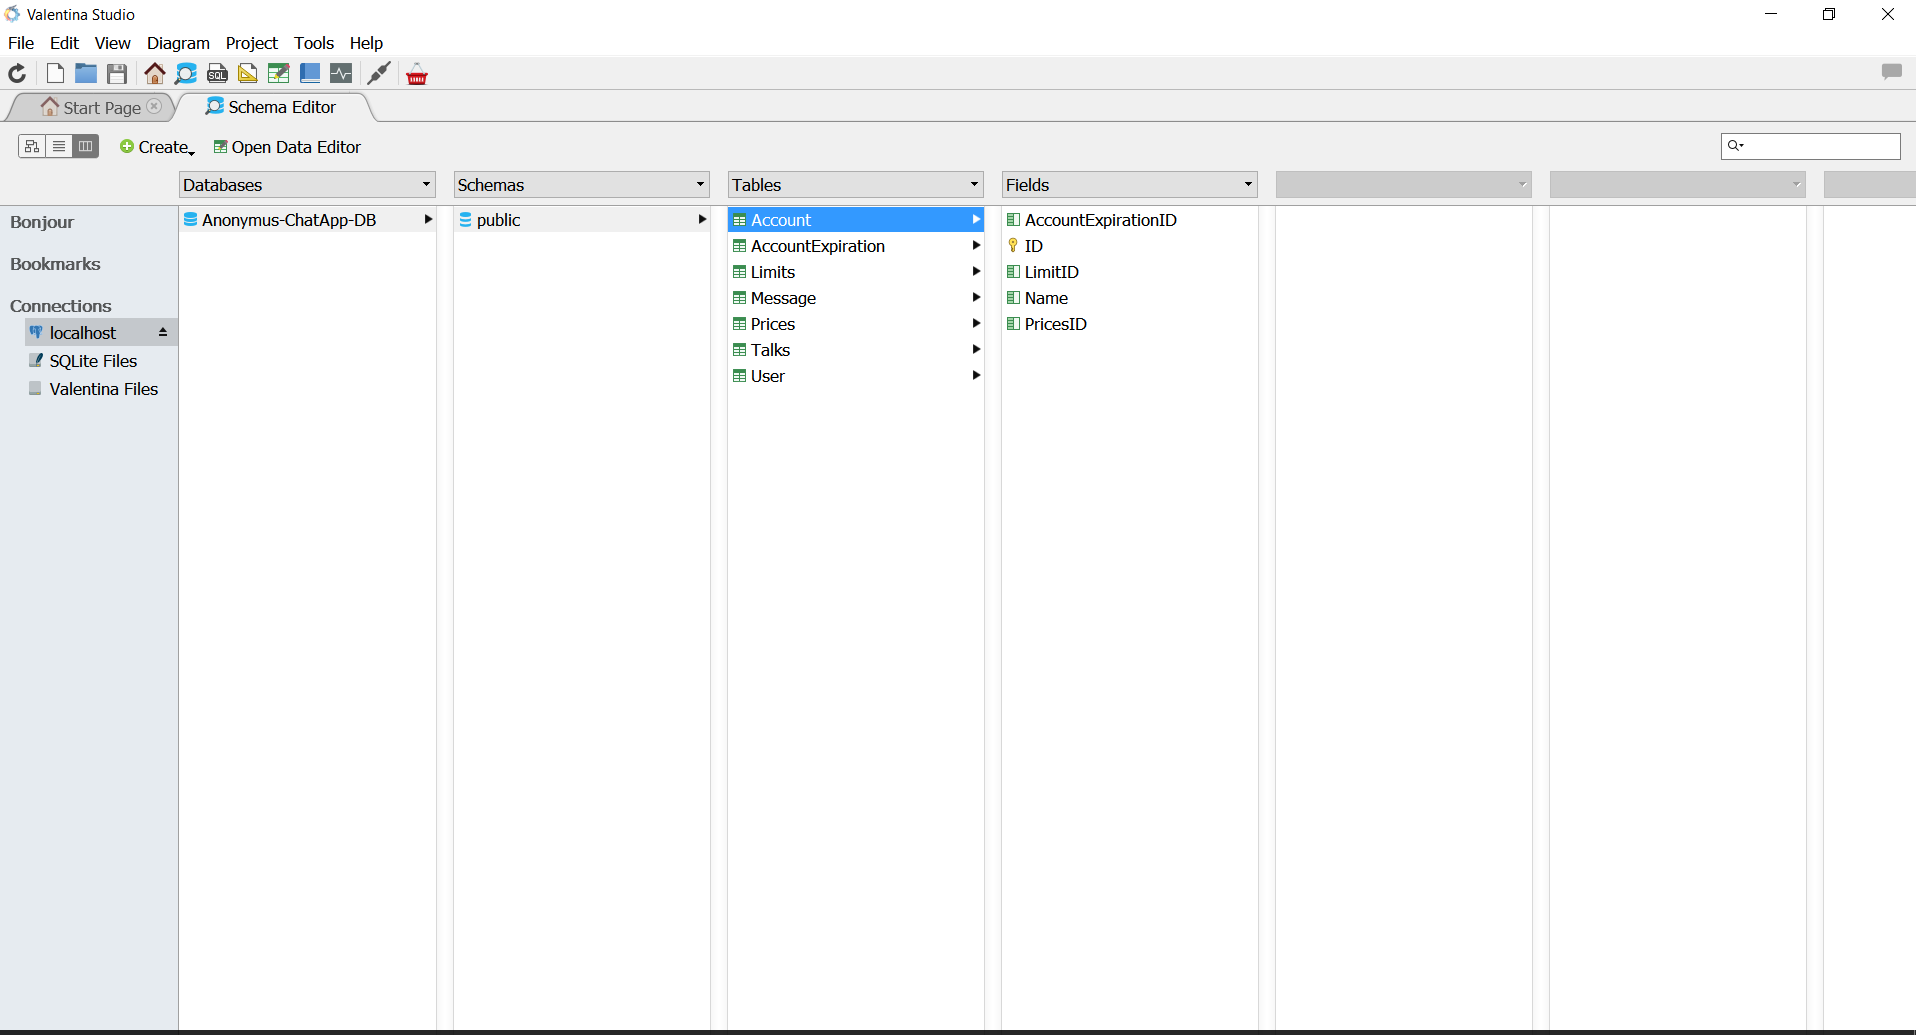 Valentina Studio
File Edit View Diagram Project Tools Help
SQL
Start Page Schema Editor
Create Open Data Editor
Databases Schemas Tables Fields
Bonjour
Bookmarks
Connections
localhost
SQLite Files
Valentina Files
Anonymus-ChatApp-DB
public
Account
AccountExpiration
Limits
Message
Prices
Talks
User
AccountExpirationID
ID
LimitID
Name
PricesID